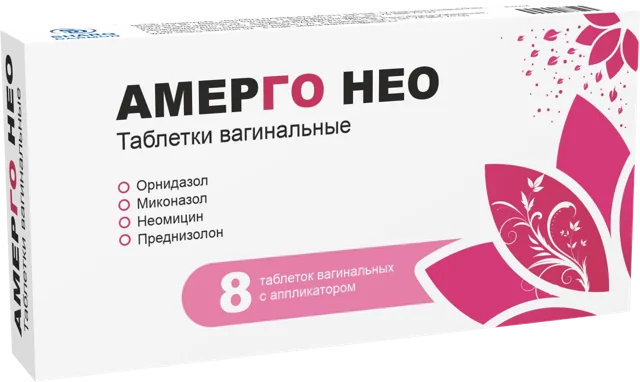 АМЕРГО НЕО
Таблетки вагинальные
Орнидазол
Миконазол
Неомицин
Преднизолон
8
таблеток вагинальных
с аппликатором
АМЕРГО НЕО
таблетки вагинальные